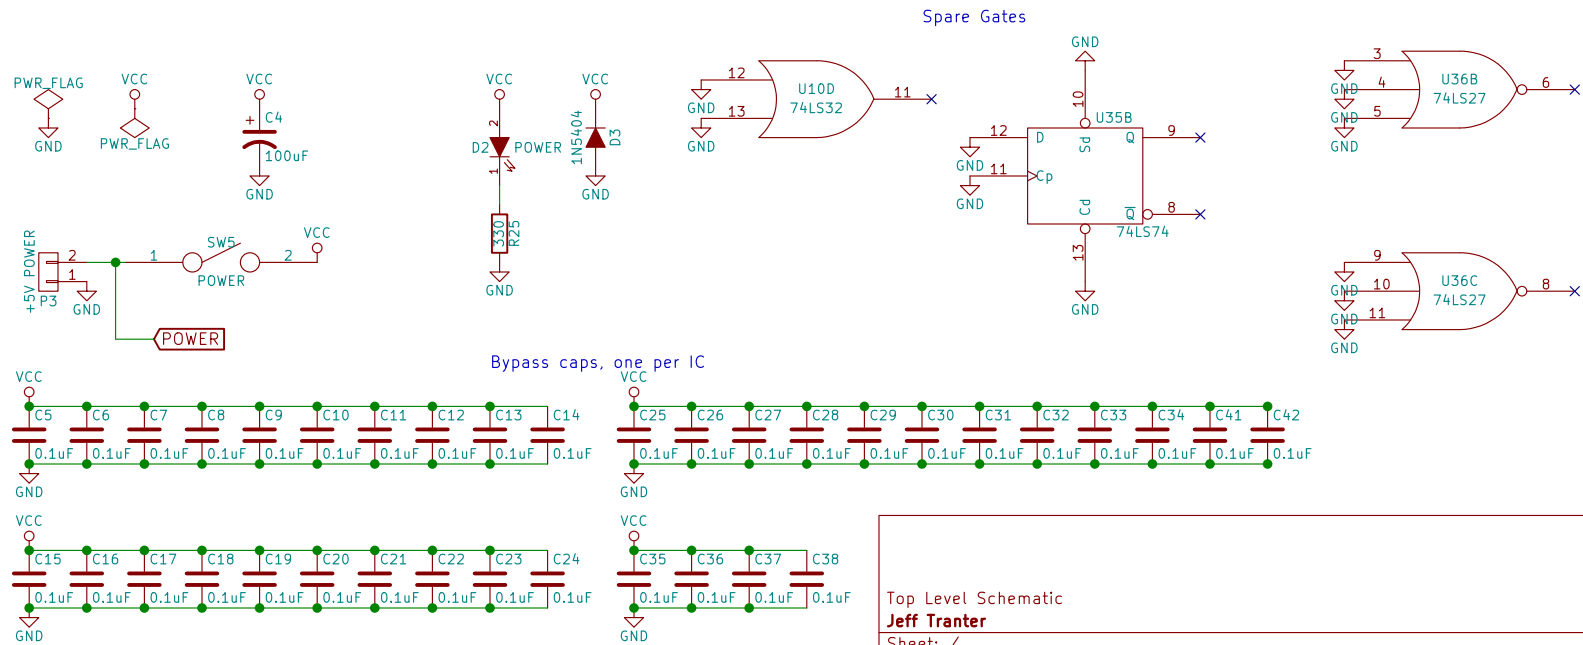 Spare Gates
PWR_FLAG
GND
VCC
PWR_FLAG
VCC
+
C4
100uF
GND
VCC
2
D2
POWER
1
330
R25
GND
VCC
1N5404
D3
GND
12
GND
13
GND
U10D
74LS32
11
GND
10
U35B
12
D
Sd
Q
9
GND
11
Cp
GND
Cd
Q
8
74LS74
13
GND
3
GND
4
GND
5
GND
U36B
74LS27
6
9
GND
10
GND
11
GND
U36C
74LS27
8
+5V POWER
2
1
P3
GND
1
SW5
POWER
2
VCC
POWER
Bypass caps, one per IC
VCC
C5 C6 C7 C8 C9 C10 C11 C12 C13 C14
0.1uF 0.1uF 0.1uF 0.1uF 0.1uF 0.1uF 0.1uF 0.1uF 0.1uF 0.1uF
GND
VCC
C25 C26 C27 C28 C29 C30 C31 C32 C33 C34 C41 C42
0.1uF 0.1uF 0.1uF 0.1uF 0.1uF 0.1uF 0.1uF 0.1uF 0.1uF 0.1uF 0.1uF 0.1uF
GND
VCC
C15 C16 C17 C18 C19 C20 C21 C22 C23 C24
0.1uF 0.1uF 0.1uF 0.1uF 0.1uF 0.1uF 0.1uF 0.1uF 0.1uF 0.1uF
GND
VCC
C35 C36 C37 C38
0.1uF 0.1uF 0.1uF 0.1uF
GND
Top Level Schematic
Jeff Tranter
Sheet: /